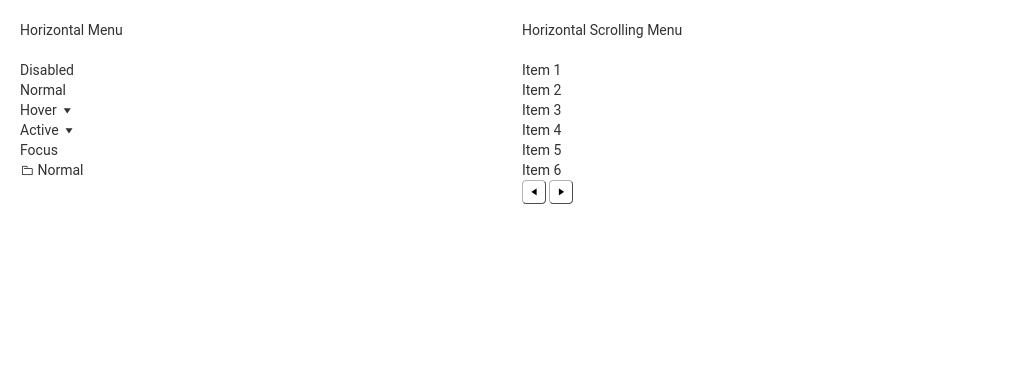 Horizontal Menu
Disabled
Normal
Hover
Active
Focus
Normal
Horizontal Scrolling Menu
Item 1
Item 2
Item 3
Item 4
Item 5
Item 6